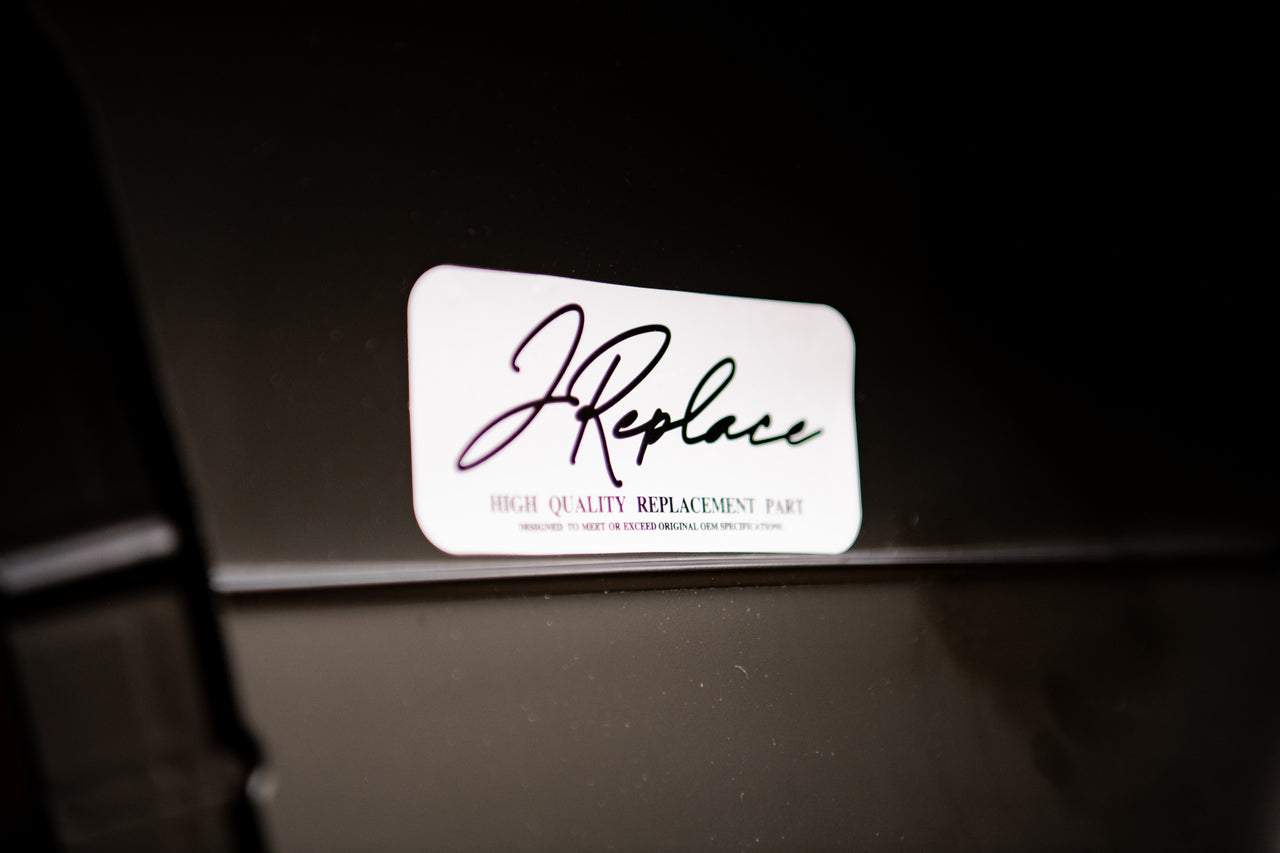 JReplace
HIGH QUALITY REPLACEMENT PART
DESIGNED TO MEET OR EXCEED ORIGINAL OEM SPECIFICATIONS